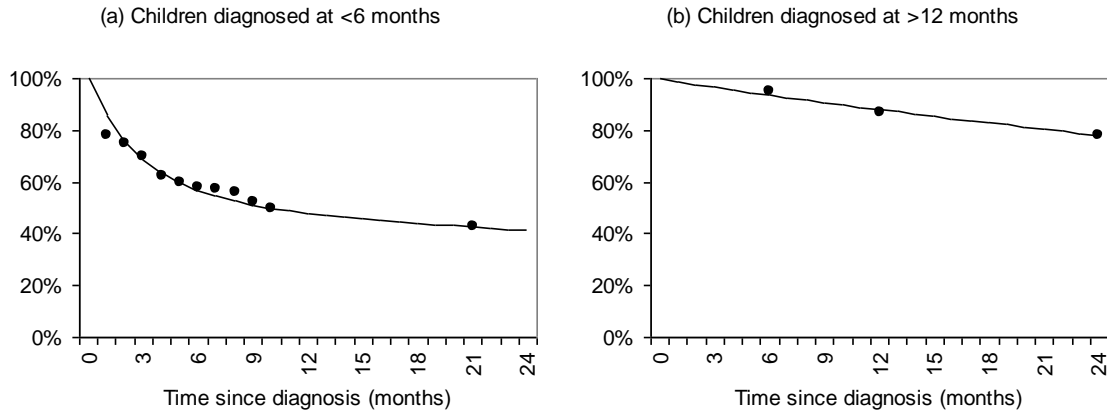 (a) Children diagnosed at <6 months
100%
80%
60%
40%
20%
0%
0 3 6 9 12 15 18 21 24
Time since diagnosis (months)
(b) Children diagnosed at >12 months
100%
80%
60%
40%
20%
0%
0 3 6 9 12 15 18 21 24
Time since diagnosis (months)